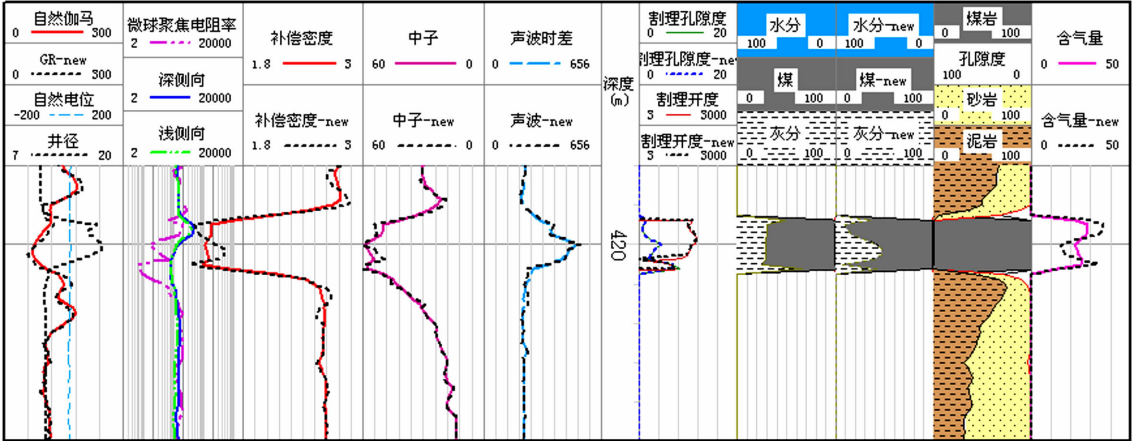 自然伽马
0 300
GR-new
0 300
自然电位
-200 200
井径
7 20
微球聚焦电阻率
2 20000
深侧向
2 20000
浅侧向
2 20000
补偿密度
1.8 3
补偿密度-new
1.8 3
中子
60 0
中子-new
60 0
声波时差
0 656
声波-new
0 656
深度
(m)
420
割理孔隙度
0 20
割理孔隙度-new
0 20
割理开度
3 3000
割理开度-new
3 3000
水分
100 0
煤
0 100
灰分
0 100
水分-new
100 0
煤-new
0 100
灰分-new
0 100
煤岩
0 100
孔隙度
100 0
砂岩
0 100
泥岩
0 100
含气量
0 50
含气量-new
0 50